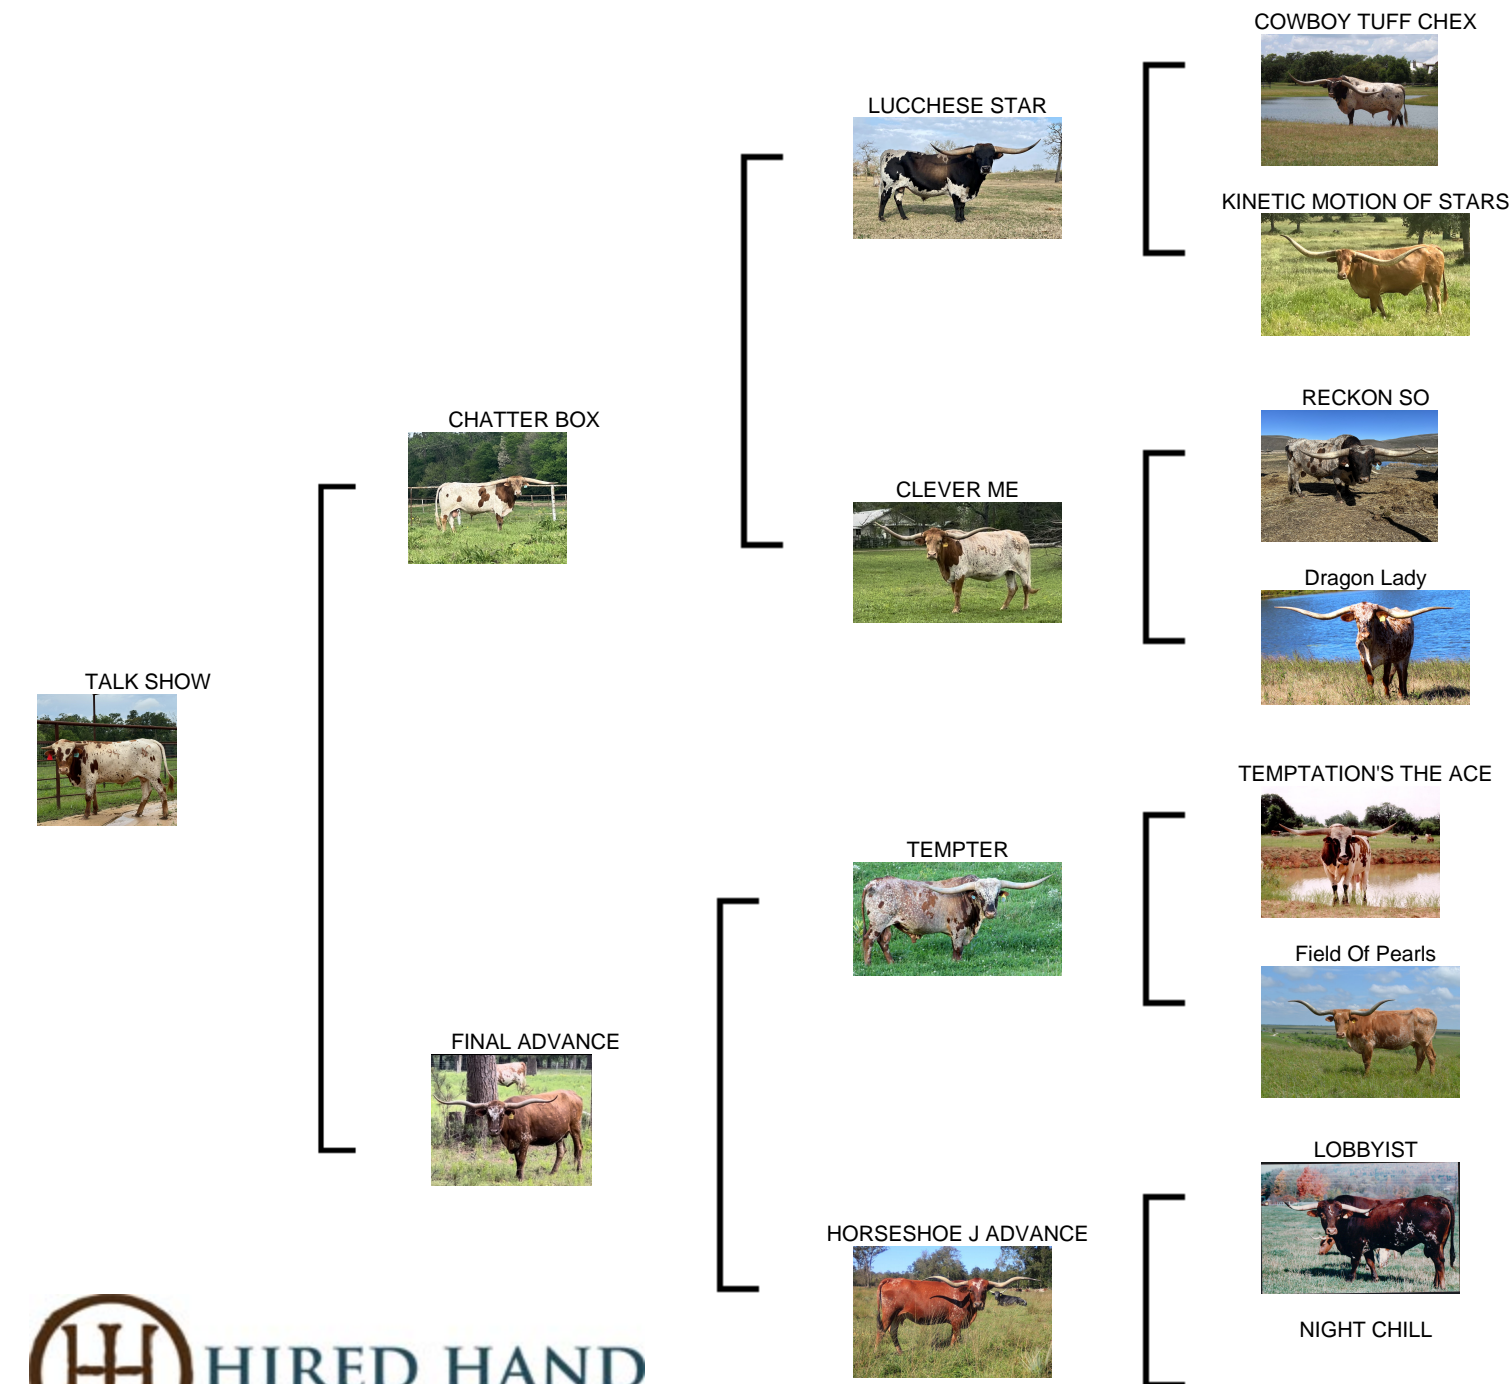 COWBOY TUFF CHEX
LUCCHESE STAR
KINETIC MOTION OF STARS
RECKON SO
CHATTER BOX
CLEVER ME
Dragon Lady
TALK SHOW
TEMPTATION'S THE ACE
TEMPTER
Field Of Pearls
FINAL ADVANCE
LOBBYIST
HORSESHOE J ADVANCE
NIGHT CHILL
HIRED HAND